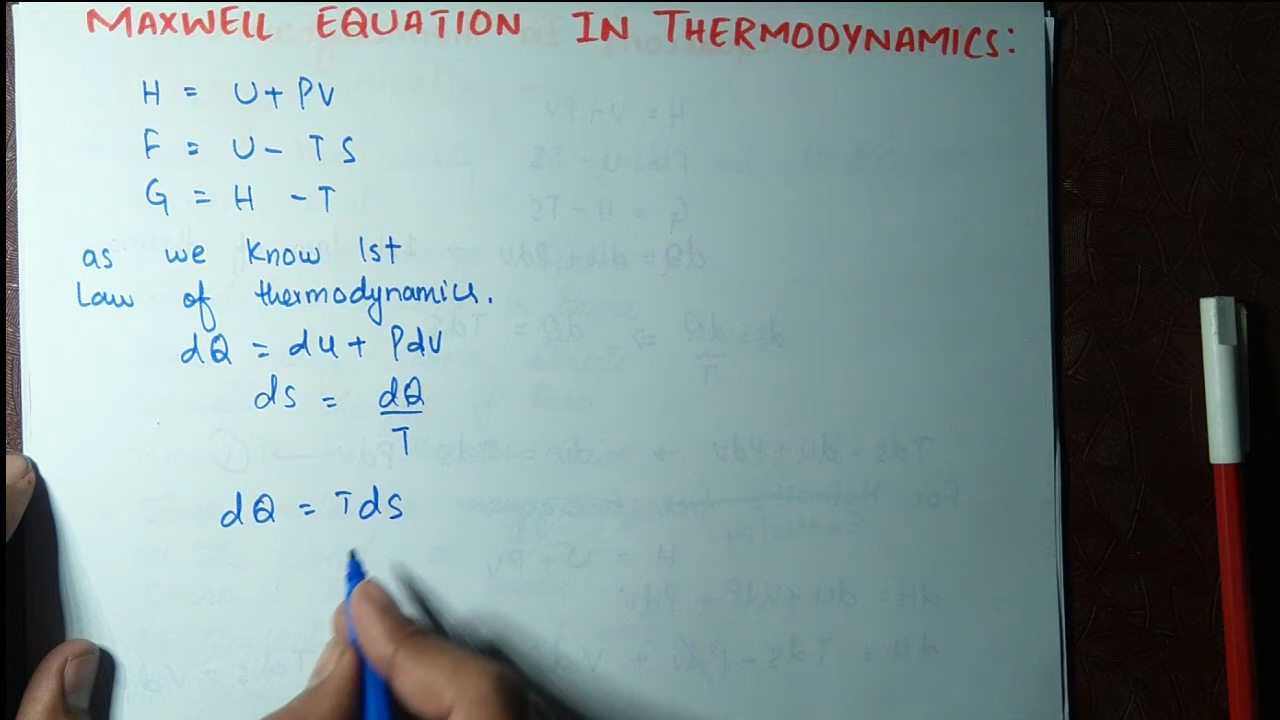 MAXWELL EQUATION IN THERMODYNAMICS:
H = U + PV
F = U - TS
G = H - T
as we know 1st
Law of thermodynamics.
dQ = du + Pdv
ds = dQ/T
dQ = Tds